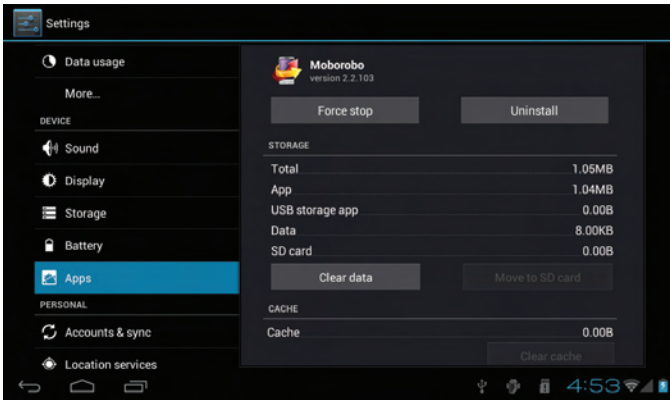 Settings
Data usage
More...
DEVICE
Sound
Display
Storage
Battery
Apps
PERSONAL
Accounts & sync
Location services
Moborobo
version 2.2.103
Force stop
Uninstall
STORAGE
Total 1.05MB
App 1.04MB
USB storage app 0.00B
Data 8.00KB
SD card 0.00B
Clear data
Move to SD card
CACHE
Cache 0.00B
Clear cache
4:53